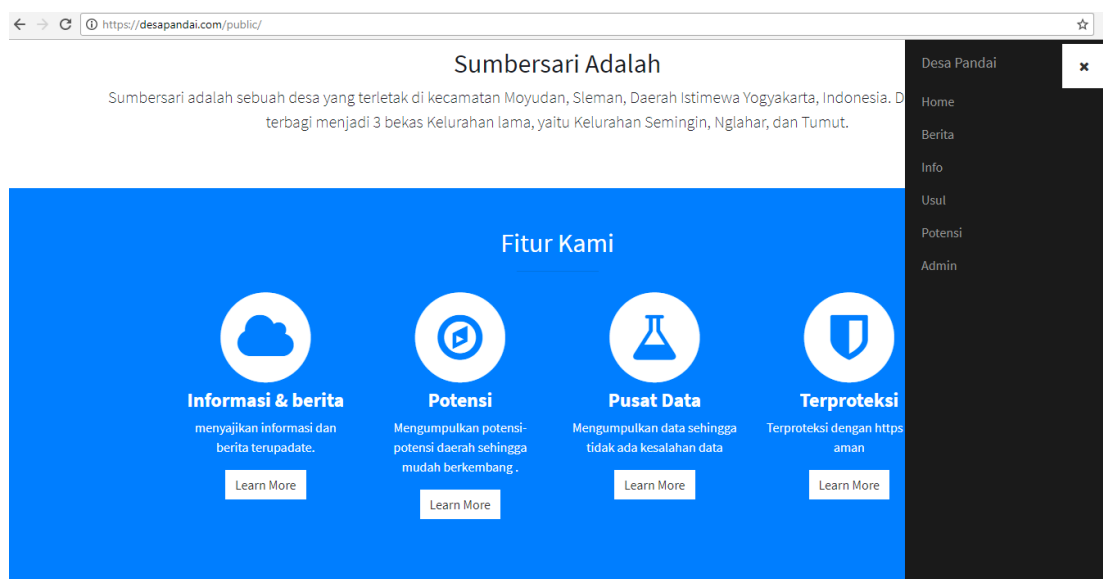 https://desapandai.com/public/
Sumbersari Adalah
Sumbersari adalah sebuah desa yang terletak di kecamatan Moyudan, Sleman, Daerah Istimewa Yogyakarta, Indonesia. D
terbagi menjadi 3 bekas Kelurahan lama, yaitu Kelurahan Semingin, Nglahar, dan Tumut.
Desa Pandai
Home
Berita
Info
Usul
Potensi
Admin
Fitur Kami
Informasi & berita
menyajikan informasi dan
berita terupadate.
Learn More
Potensi
Mengumpulkan potensi-
potensi daerah sehingga
mudah berkembang .
Learn More
Pusat Data
Mengumpulkan data sehingga
tidak ada kesalahan data
Learn More
Terproteksi
Terproteksi dengan https
aman
Learn More